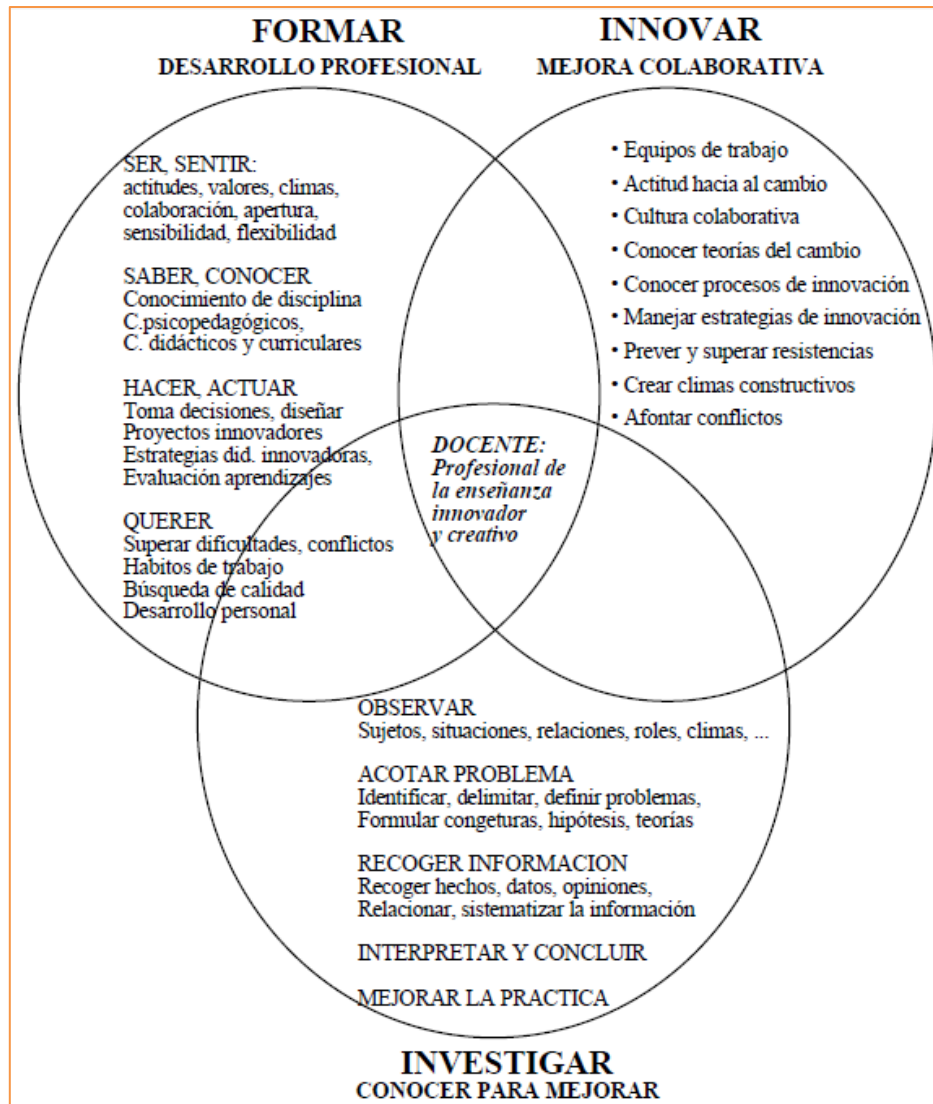 FORMAR
DESARROLLO PROFESIONAL
INNOVAR
MEJORA COLABORATIVA
SER, SENTIR:
actitudes, valores, climas,
colaboración, apertura,
sensibilidad, flexibilidad
SABER, CONOCER
Conocimiento de disciplina
C.psicopedagógicos,
C. didácticos y curriculares
HACER, ACTUAR
Toma decisiones, diseñar
Proyectos innovadores
Estrategias did. innovadoras,
Evaluación aprendizajes
QUERER
Superar dificultades, conflictos
Habitos de trabajo
Búsqueda de calidad
Desarrollo personal
• Equipos de trabajo
• Actitud hacia al cambio
• Cultura colaborativa
• Conocer teorías del cambio
• Conocer procesos de innovación
• Manejar estrategias de innovación
• Prever y superar resistencias
• Crear climas constructivos
• Afontar conflictos
DOCENTE:
Profesional de
la enseñanza
innovador
y creativo
OBSERVAR
Sujetos, situaciones, relaciones, roles, climas, ...
ACOTAR PROBLEMA
Identificar, delimitar, definir problemas,
Formular congeturas, hipótesis, teorías
RECOGER INFORMACION
Recoger hechos, datos, opiniones,
Relacionar, sistematizar la información
INTERPRETAR Y CONCLUIR
MEJORAR LA PRACTICA
INVESTIGAR
CONOCER PARA MEJORAR